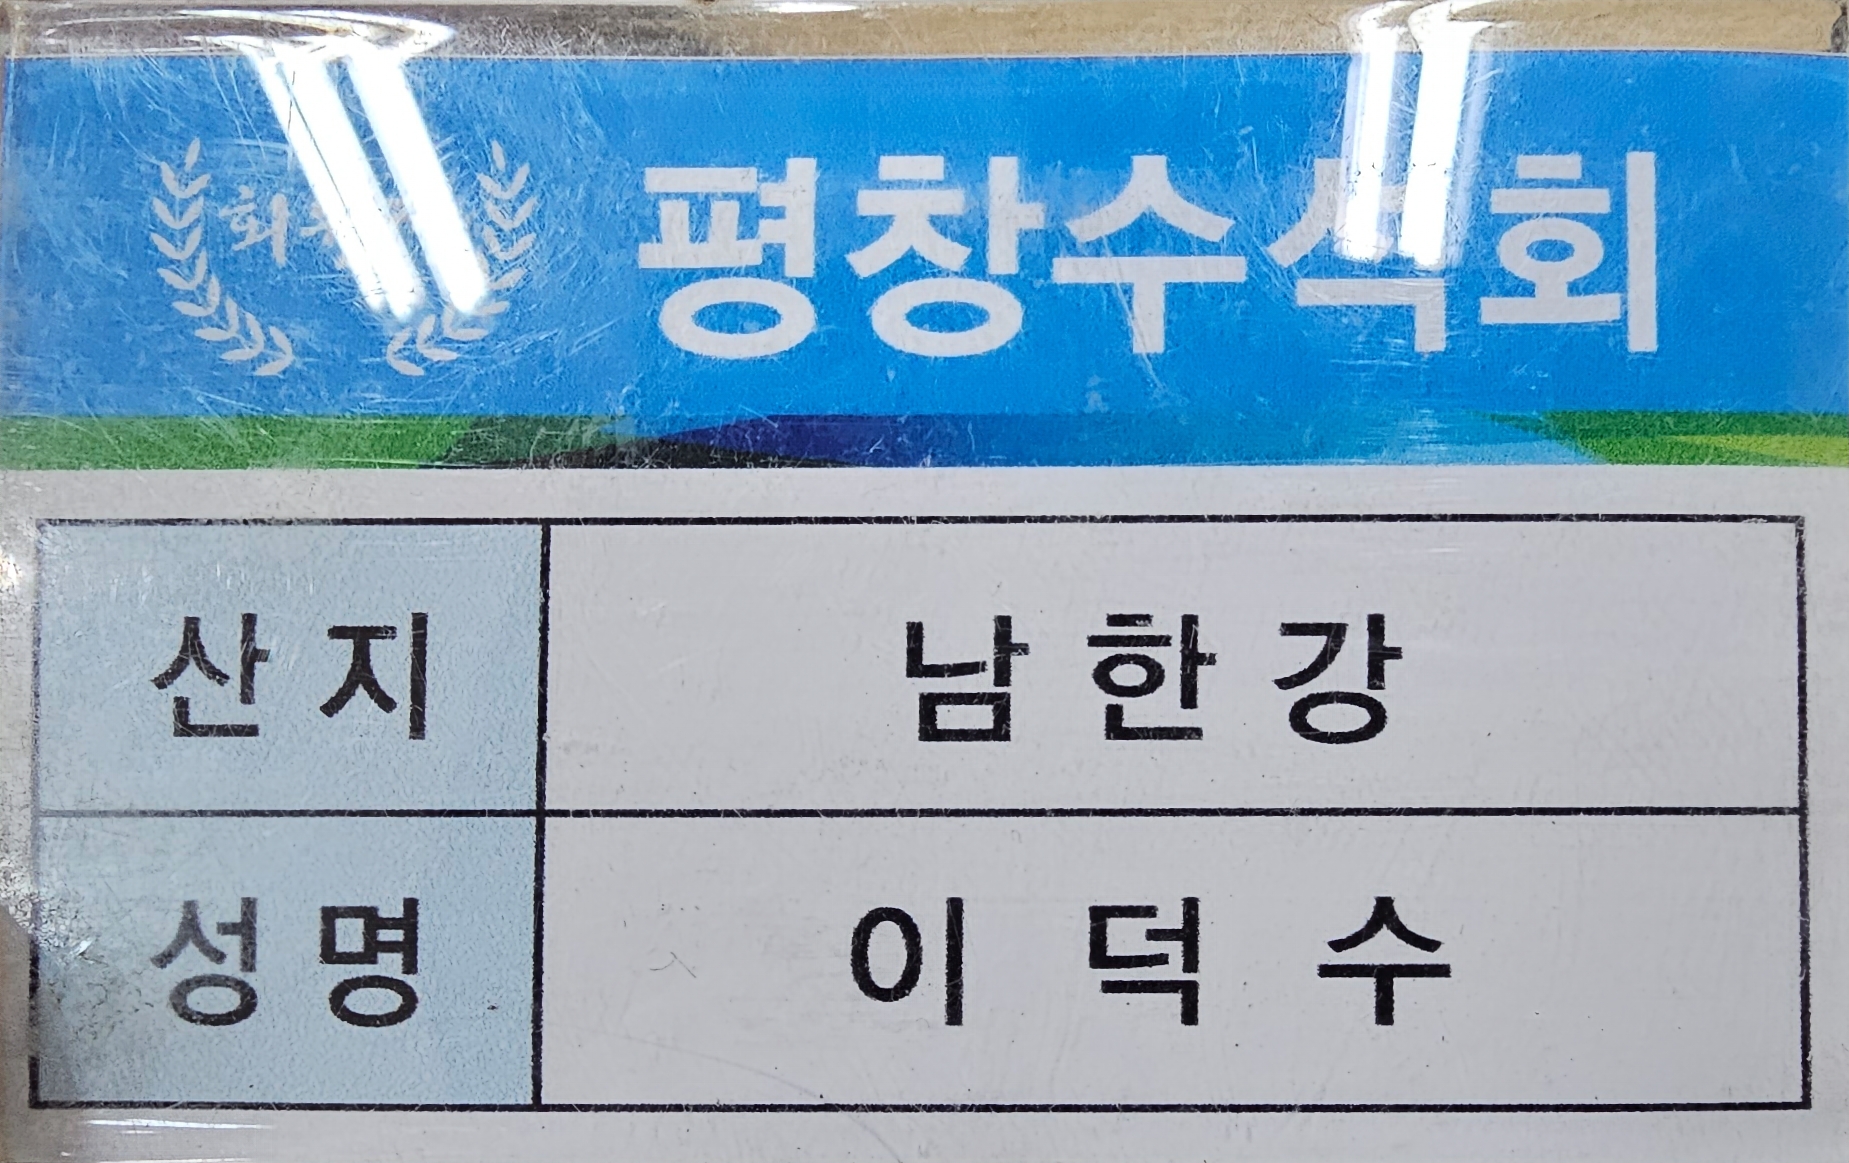 평창수석회
산지 남한강
성명 이덕수